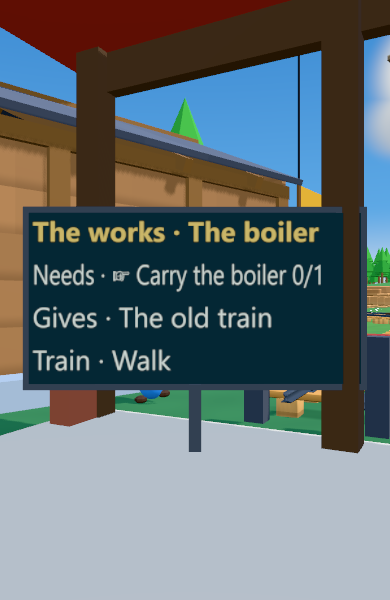 The works · The boiler
Needs · ☞ Carry the boiler 0/1
Gives · The old train
Train · Walk